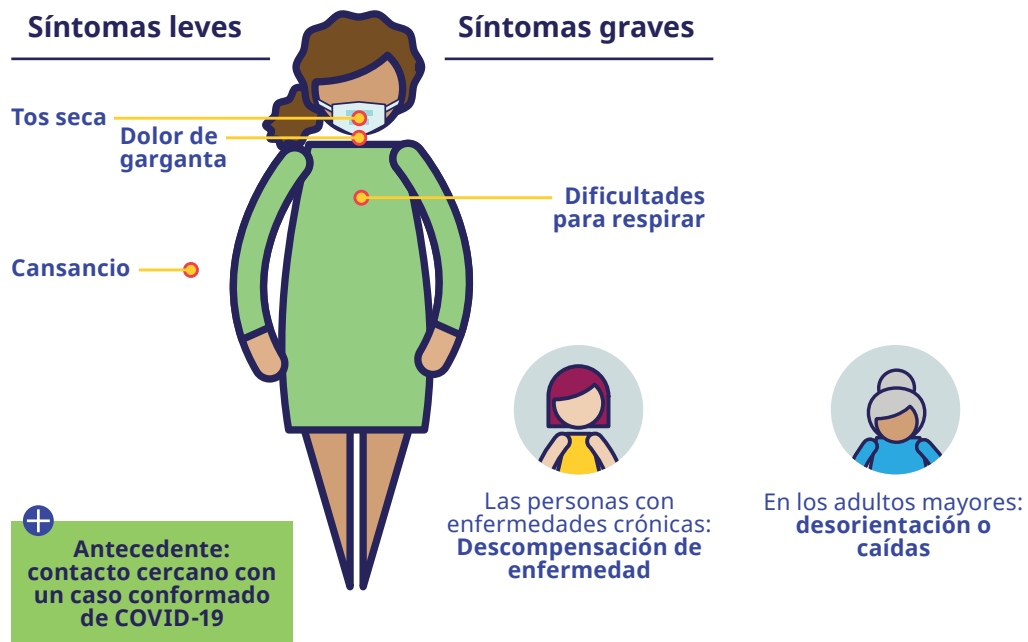 Síntomas leves
Síntomas graves
Tos seca
Dolor de
garganta
Dificultades
para respirar
Cansancio
Las personas con
enfermedades crónicas:
Descompensación de
enfermedad
En los adultos mayores:
desorientación o
caídas
Antecedente:
contacto cercano con
un caso conformado
de COVID-19